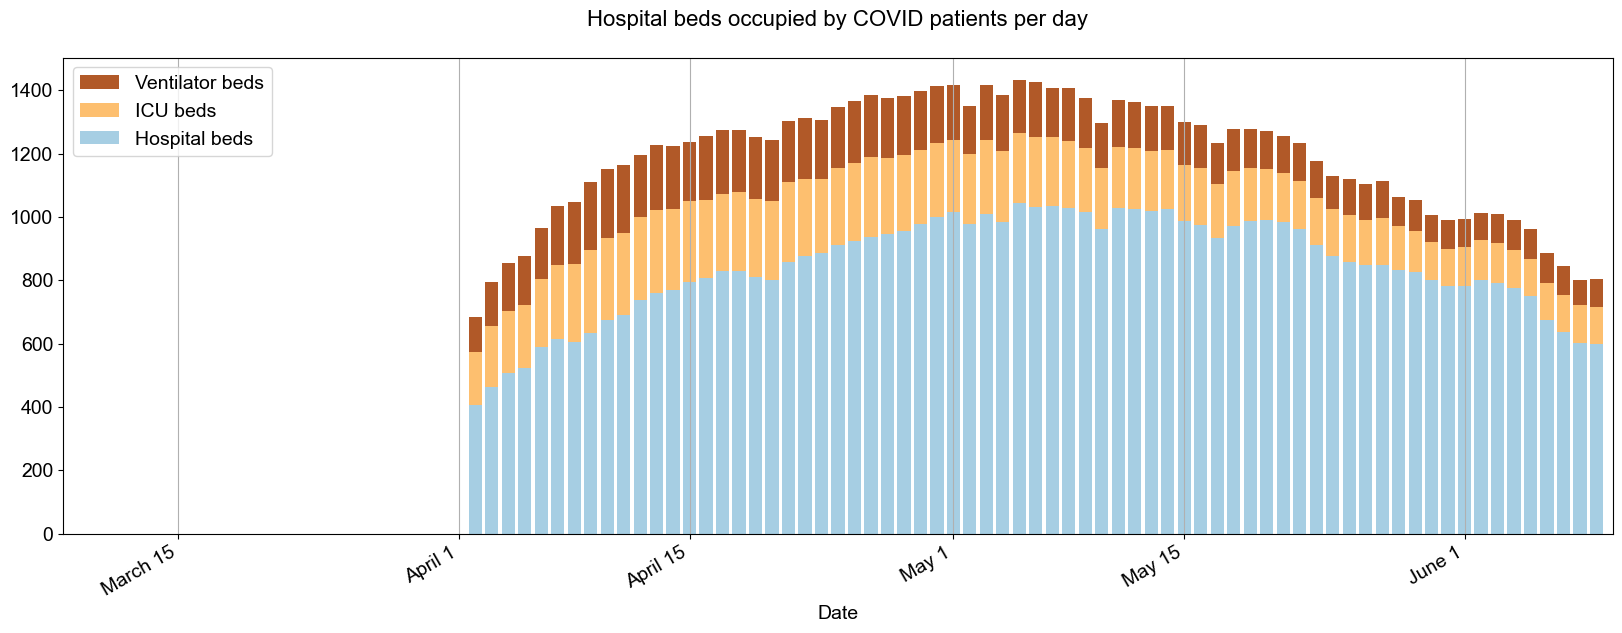 Hospital beds occupied by COVID patients per day
Ventilator beds
ICU beds
Hospital beds
1400
1200
1000
800
600
400
200
0
March 15
April 1
April 15
May 1
May 15
June 1
Date